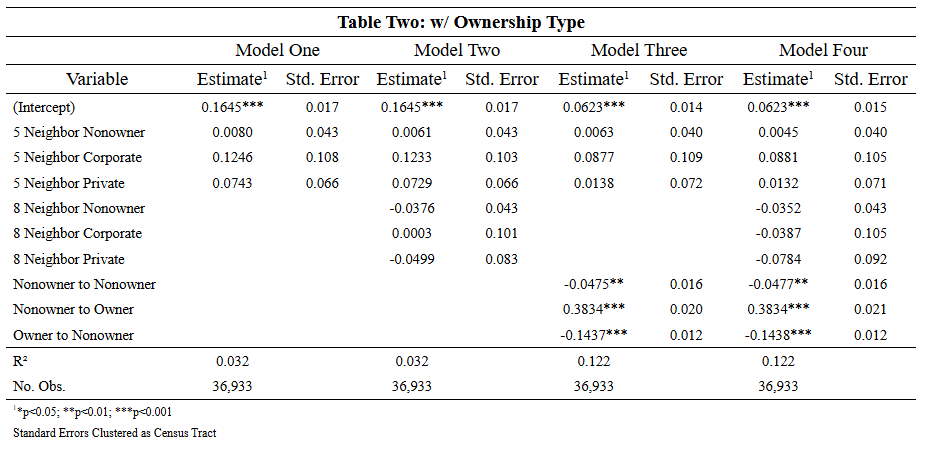 Table Two: w/ Ownership Type
Model One Model Two Model Three Model Four
Variable Estimate¹ Std. Error Estimate¹ Std. Error Estimate¹ Std. Error Estimate¹ Std. Error
(Intercept) 0.1645*** 0.017 0.1645*** 0.017 0.0623*** 0.014 0.0623*** 0.015
5 Neighbor Nonowner 0.0080 0.043 0.0061 0.043 0.0063 0.040 0.0045 0.040
5 Neighbor Corporate 0.1246 0.108 0.1233 0.103 0.0877 0.109 0.0881 0.105
5 Neighbor Private 0.0743 0.066 0.0729 0.066 0.0138 0.072 0.0132 0.071
8 Neighbor Nonowner -0.0376 0.043 -0.0352 0.043
8 Neighbor Corporate 0.0003 0.101 -0.0387 0.105
8 Neighbor Private -0.0499 0.083 -0.0784 0.092
Nonowner to Nonowner -0.0475** 0.016 -0.0477** 0.016
Nonowner to Owner 0.3834*** 0.020 0.3834*** 0.021
Owner to Nonowner -0.1437*** 0.012 -0.1438*** 0.012
R² 0.032 0.032 0.122 0.122
No. Obs. 36,933 36,933 36,933 36,933
¹*p<0.05; **p<0.01; ***p<0.001
Standard Errors Clustered as Census Tract